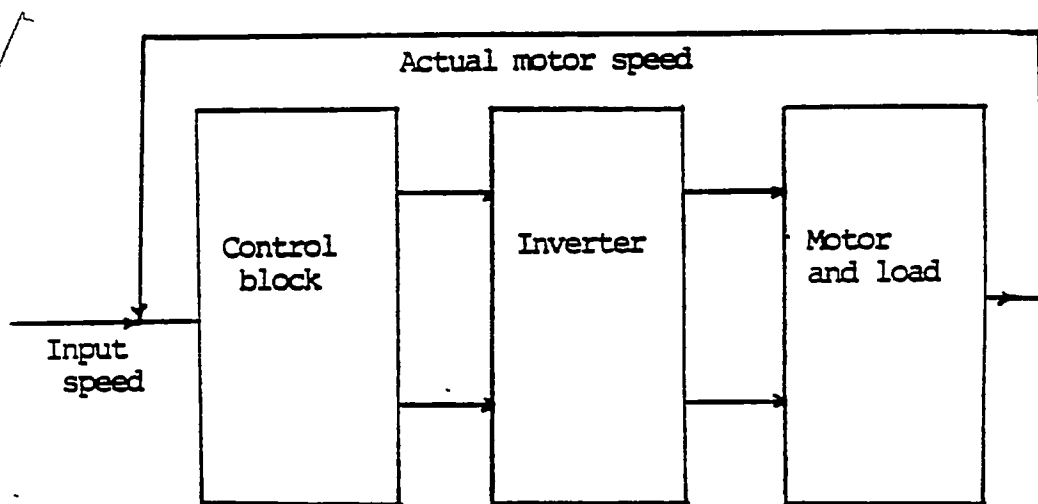 Actual motor speed
Control
block
Inverter
Motor
and load
Input
speed